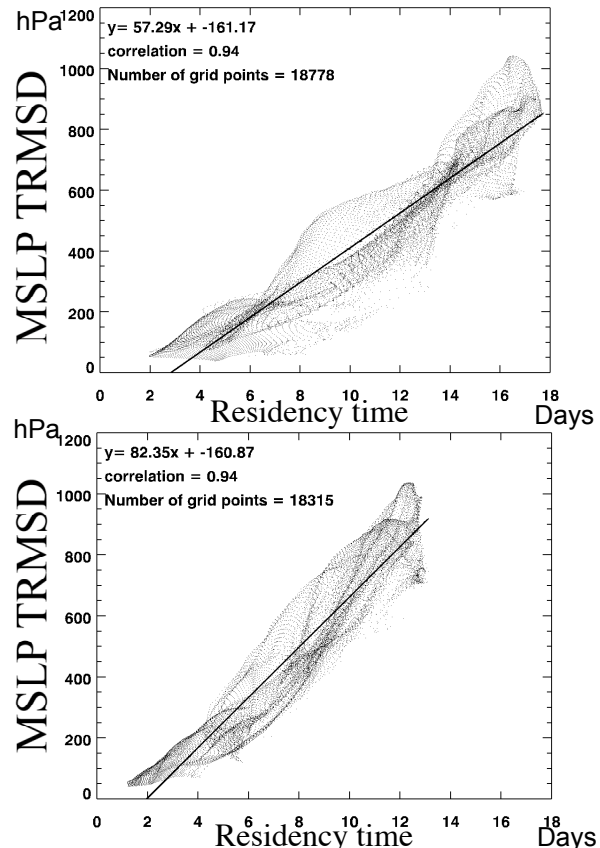 hPa
1200
y= 57.29x + -161.17
correlation = 0.94
Number of grid points = 18778
1000
800
600
400
200
0
MSLP TRMSD
0 2 4 6 8 10 12 14 16 18
Residency time Days
hPa
1200
y= 82.35x + -160.87
correlation = 0.94
Number of grid points = 18315
1000
800
600
400
200
0
MSLP TRMSD
0 2 4 6 8 10 12 14 16 18
Residency time Days